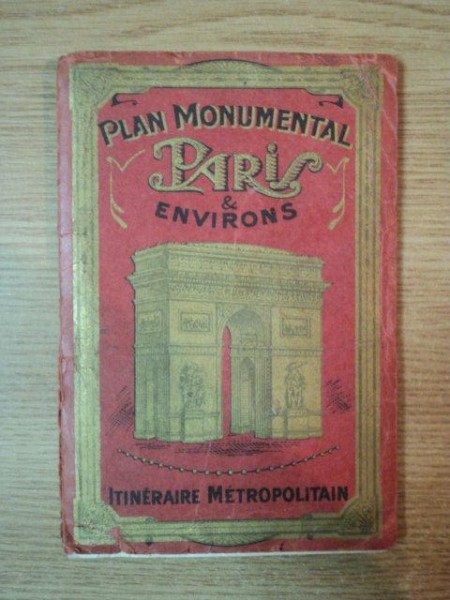 PLAN MONUMENTAL
PARIS
&
ENVIRONS
ITINÉRAIRE MÉTROPOLITAIN